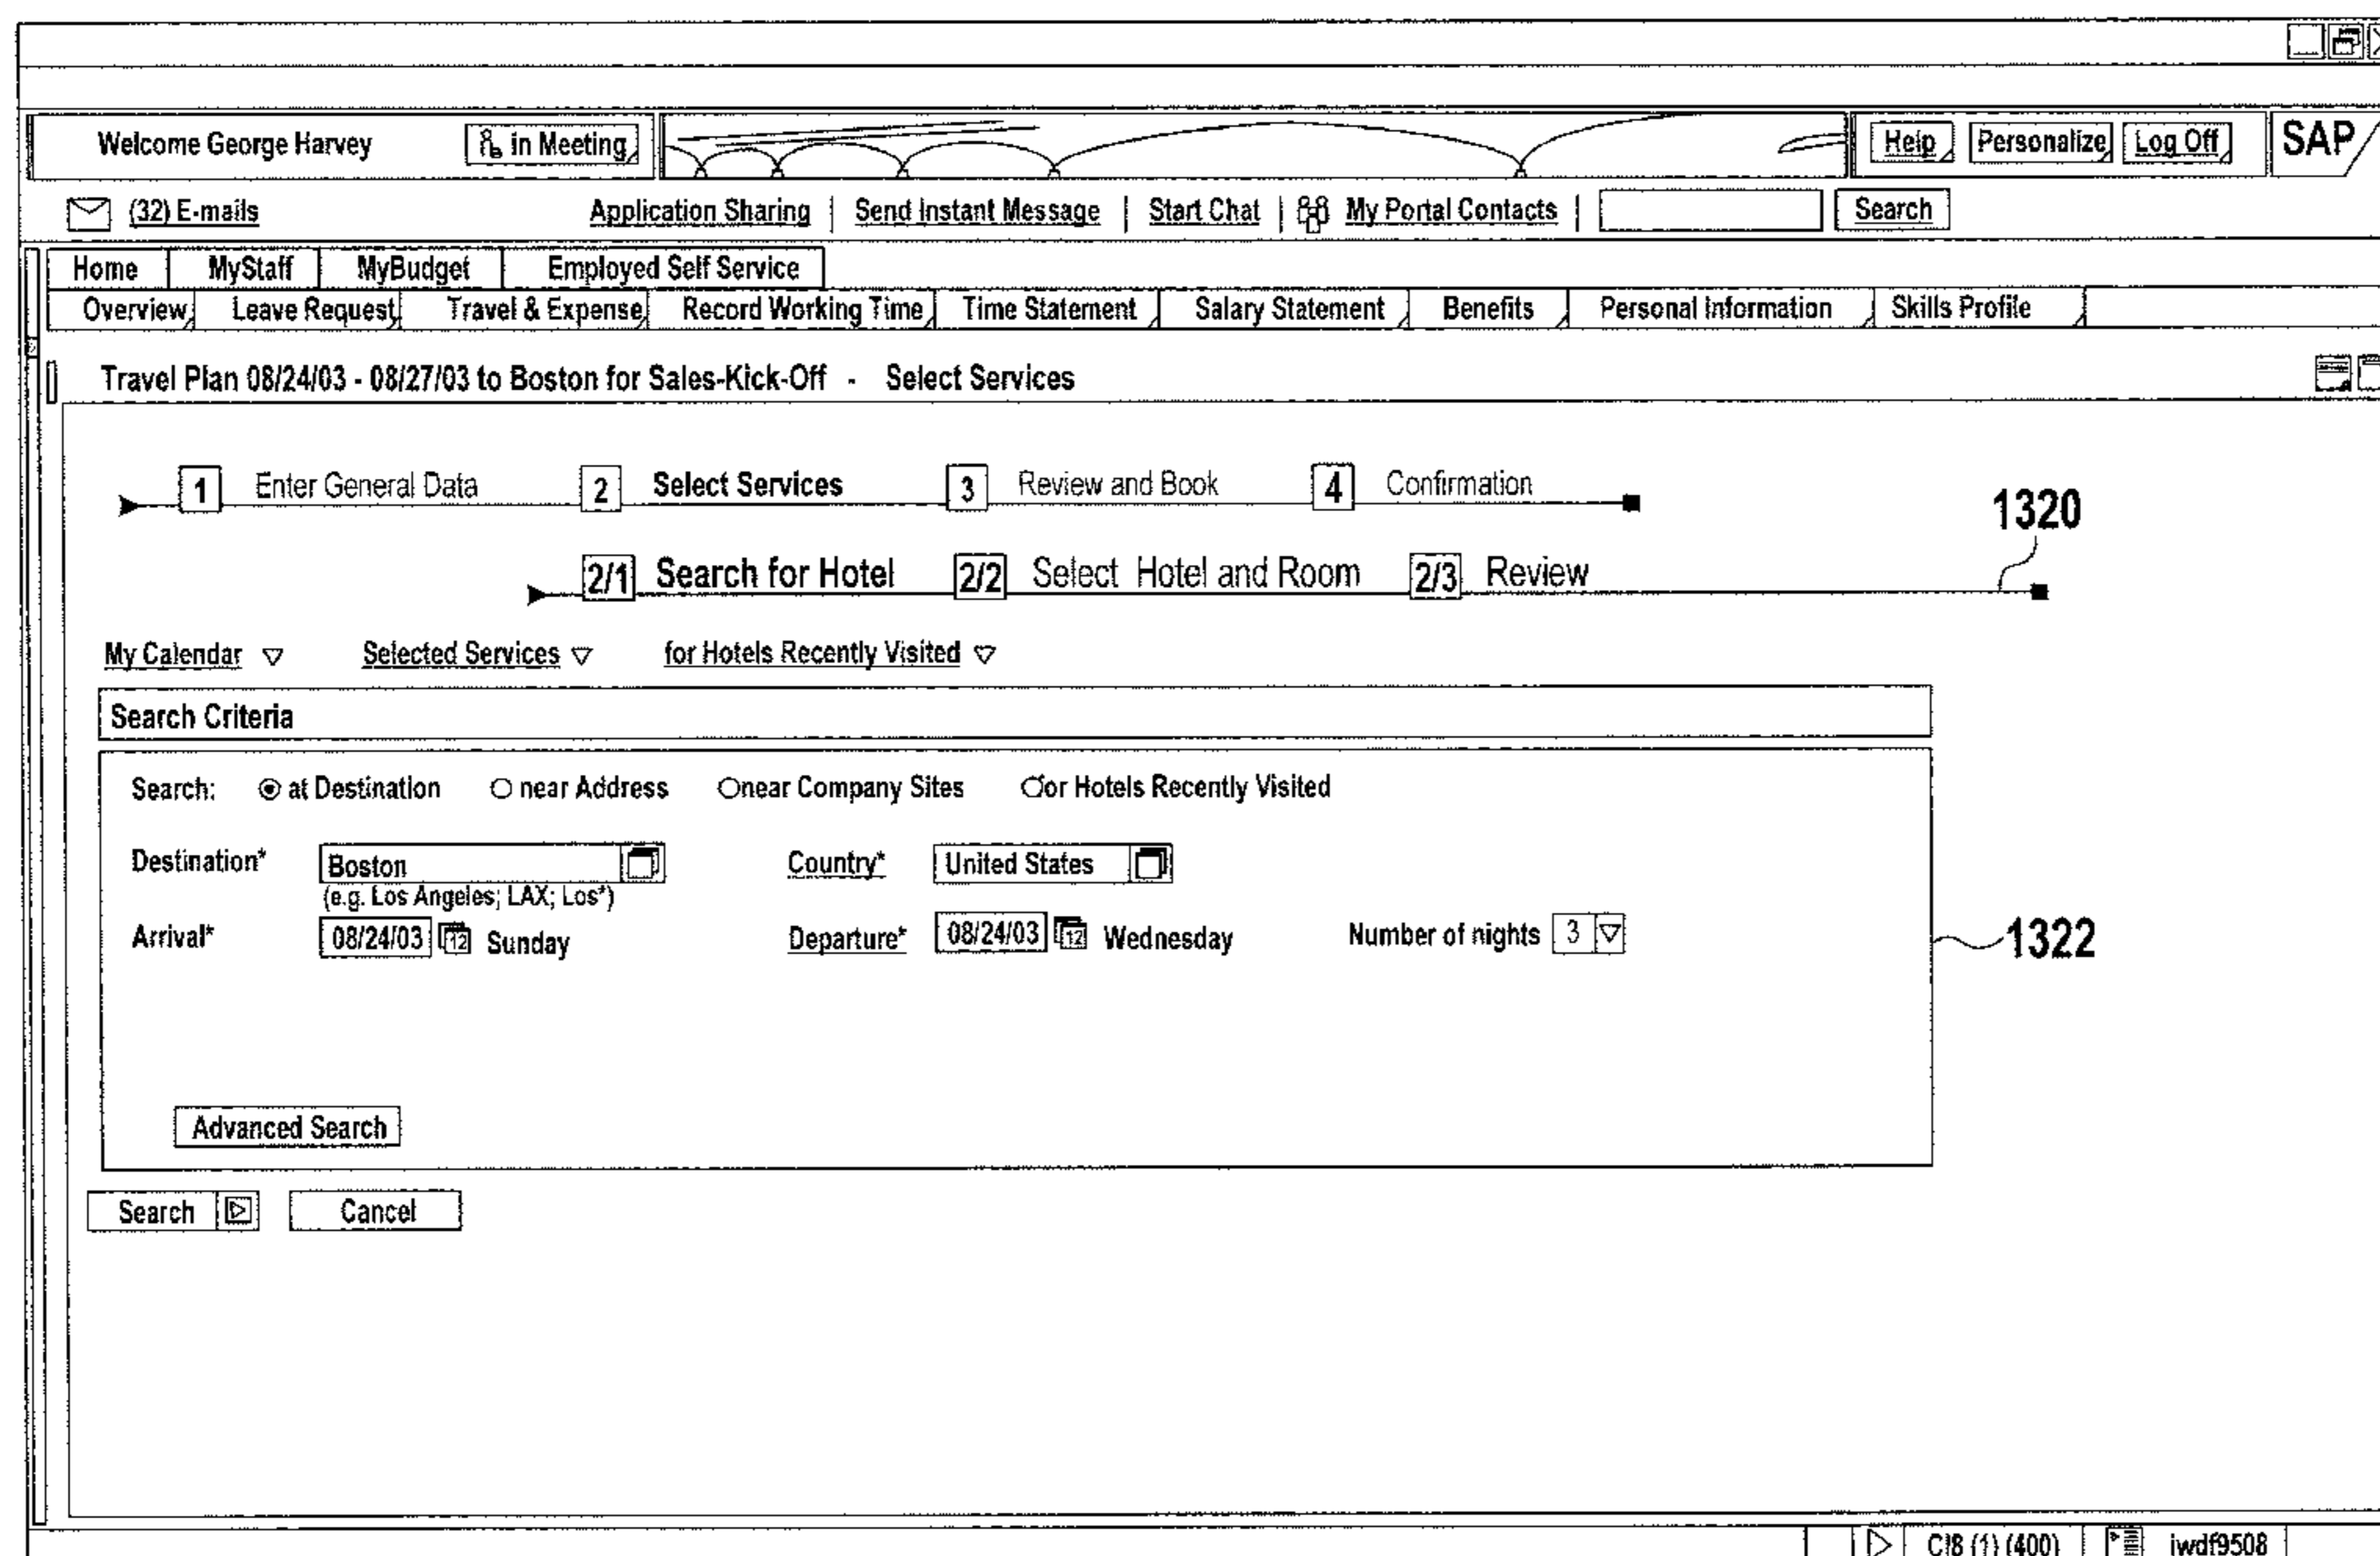 Welcome George Harvey in Meeting Help Personalize Log Off SAP
(32) E-mails Application Sharing | Send Instant Message | Start Chat | My Portal Contacts | Search
Home MyStaff MyBudget Employed Self Service
Overview Leave Request Travel & Expense Record Working Time Time Statement Salary Statement Benefits Personal Information Skills Profile
Travel Plan 08/24/03 - 08/27/03 to Boston for Sales-Kick-Off - Select Services
1 Enter General Data 2 Select Services 3 Review and Book 4 Confirmation
1320
2/1 Search for Hotel 2/2 Select Hotel and Room 2/3 Review
My Calendar Selected Services for Hotels Recently Visited
Search Criteria
Search: at Destination near Address near Company Sites for Hotels Recently Visited
Destination* Boston Country* United States
(e.g. Los Angeles; LAX; Los*)
Arrival* 08/24/03 12 Sunday Departure* 08/24/03 12 Wednesday Number of nights 3
1322
Advanced Search
Search Cancel
CI8 (1) (400) iwdf9508